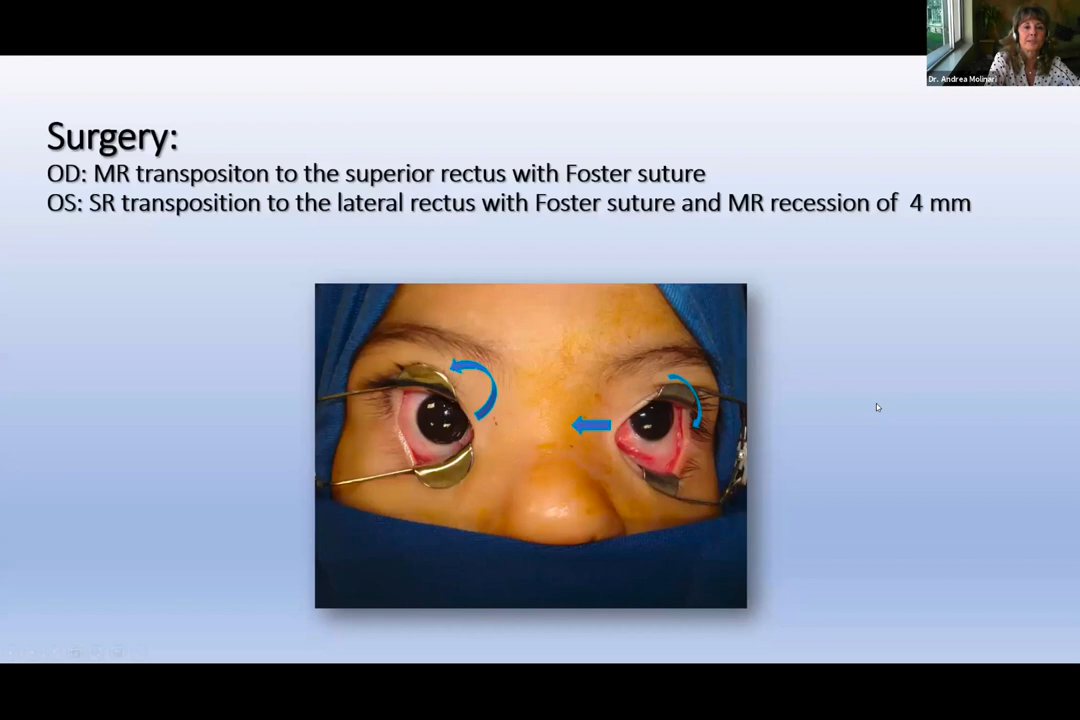 Dr. Andrea Molinari
Surgery:
OD: MR transpositon to the superior rectus with Foster suture
OS: SR transposition to the lateral rectus with Foster suture and MR recession of 4 mm